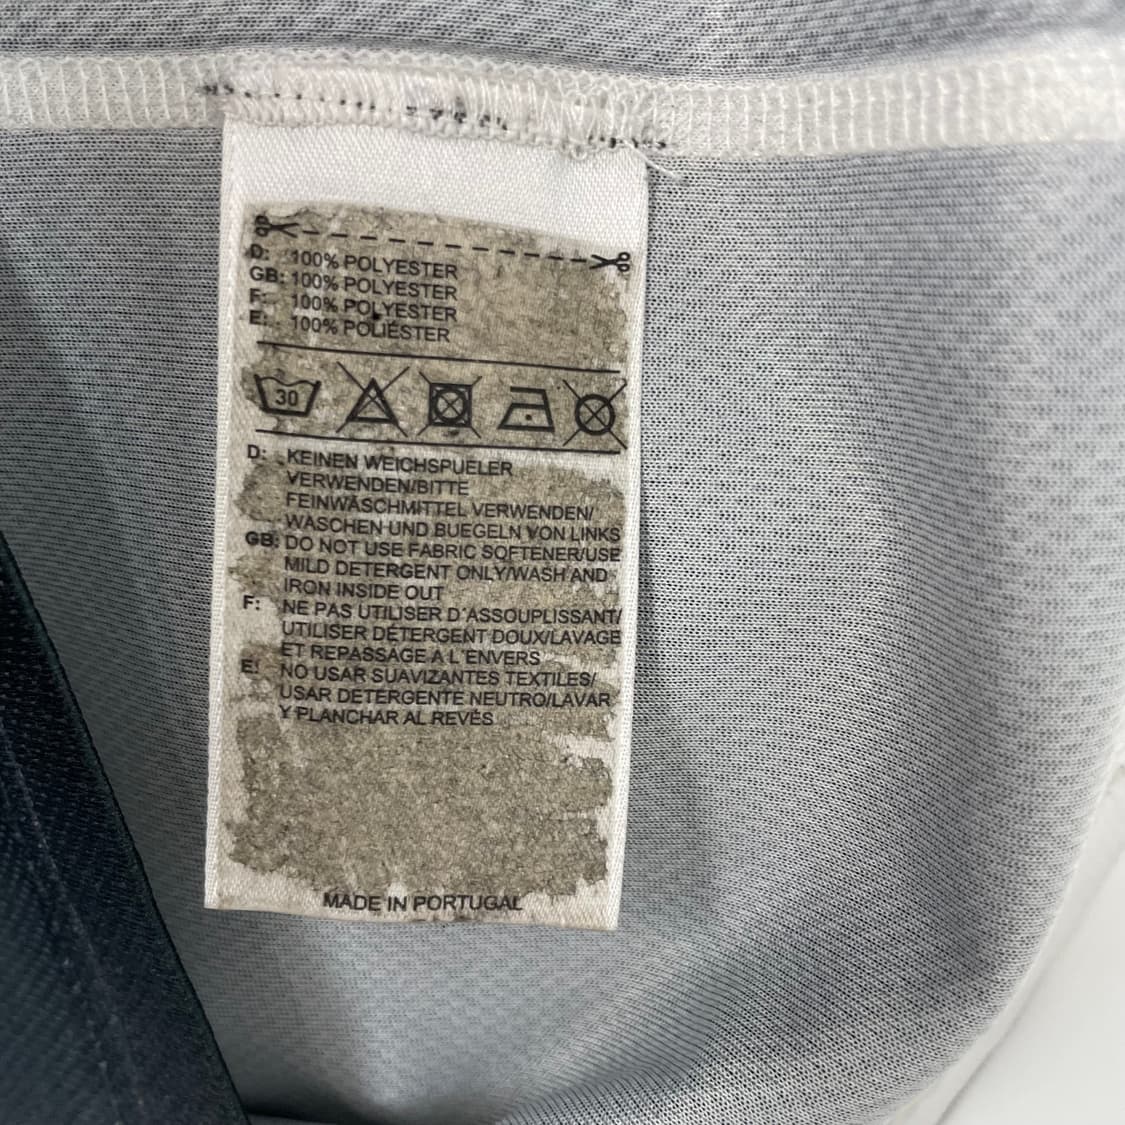 D: 100% POLYESTER
GB: 100% POLYESTER
F: 100% POLYESTER
E: 100% POLIÉSTER
30
D: KEINEN WEICHSPUELER
VERWENDEN/BITTE
FEINWÄSCHMITTEL VERWENDEN/
WASCHEN UND BUEGELN VON LINKS
GB: DO NOT USE FABRIC SOFTENER/USE
MILD DETERGENT ONLY/WASH AND
IRON INSIDE OUT
F: NE PAS UTILISER D'ASSOUPLISSANT/
UTILISER DÉTERGENT DOUX/LAVAGE
ET REPASSAGE A L'ENVERS
E: NO USAR SUAVIZANTES TEXTILES/
USAR DETERGENTE NEUTRO/LAVAR
Y PLANCHAR AL REVÉS
MADE IN PORTUGAL